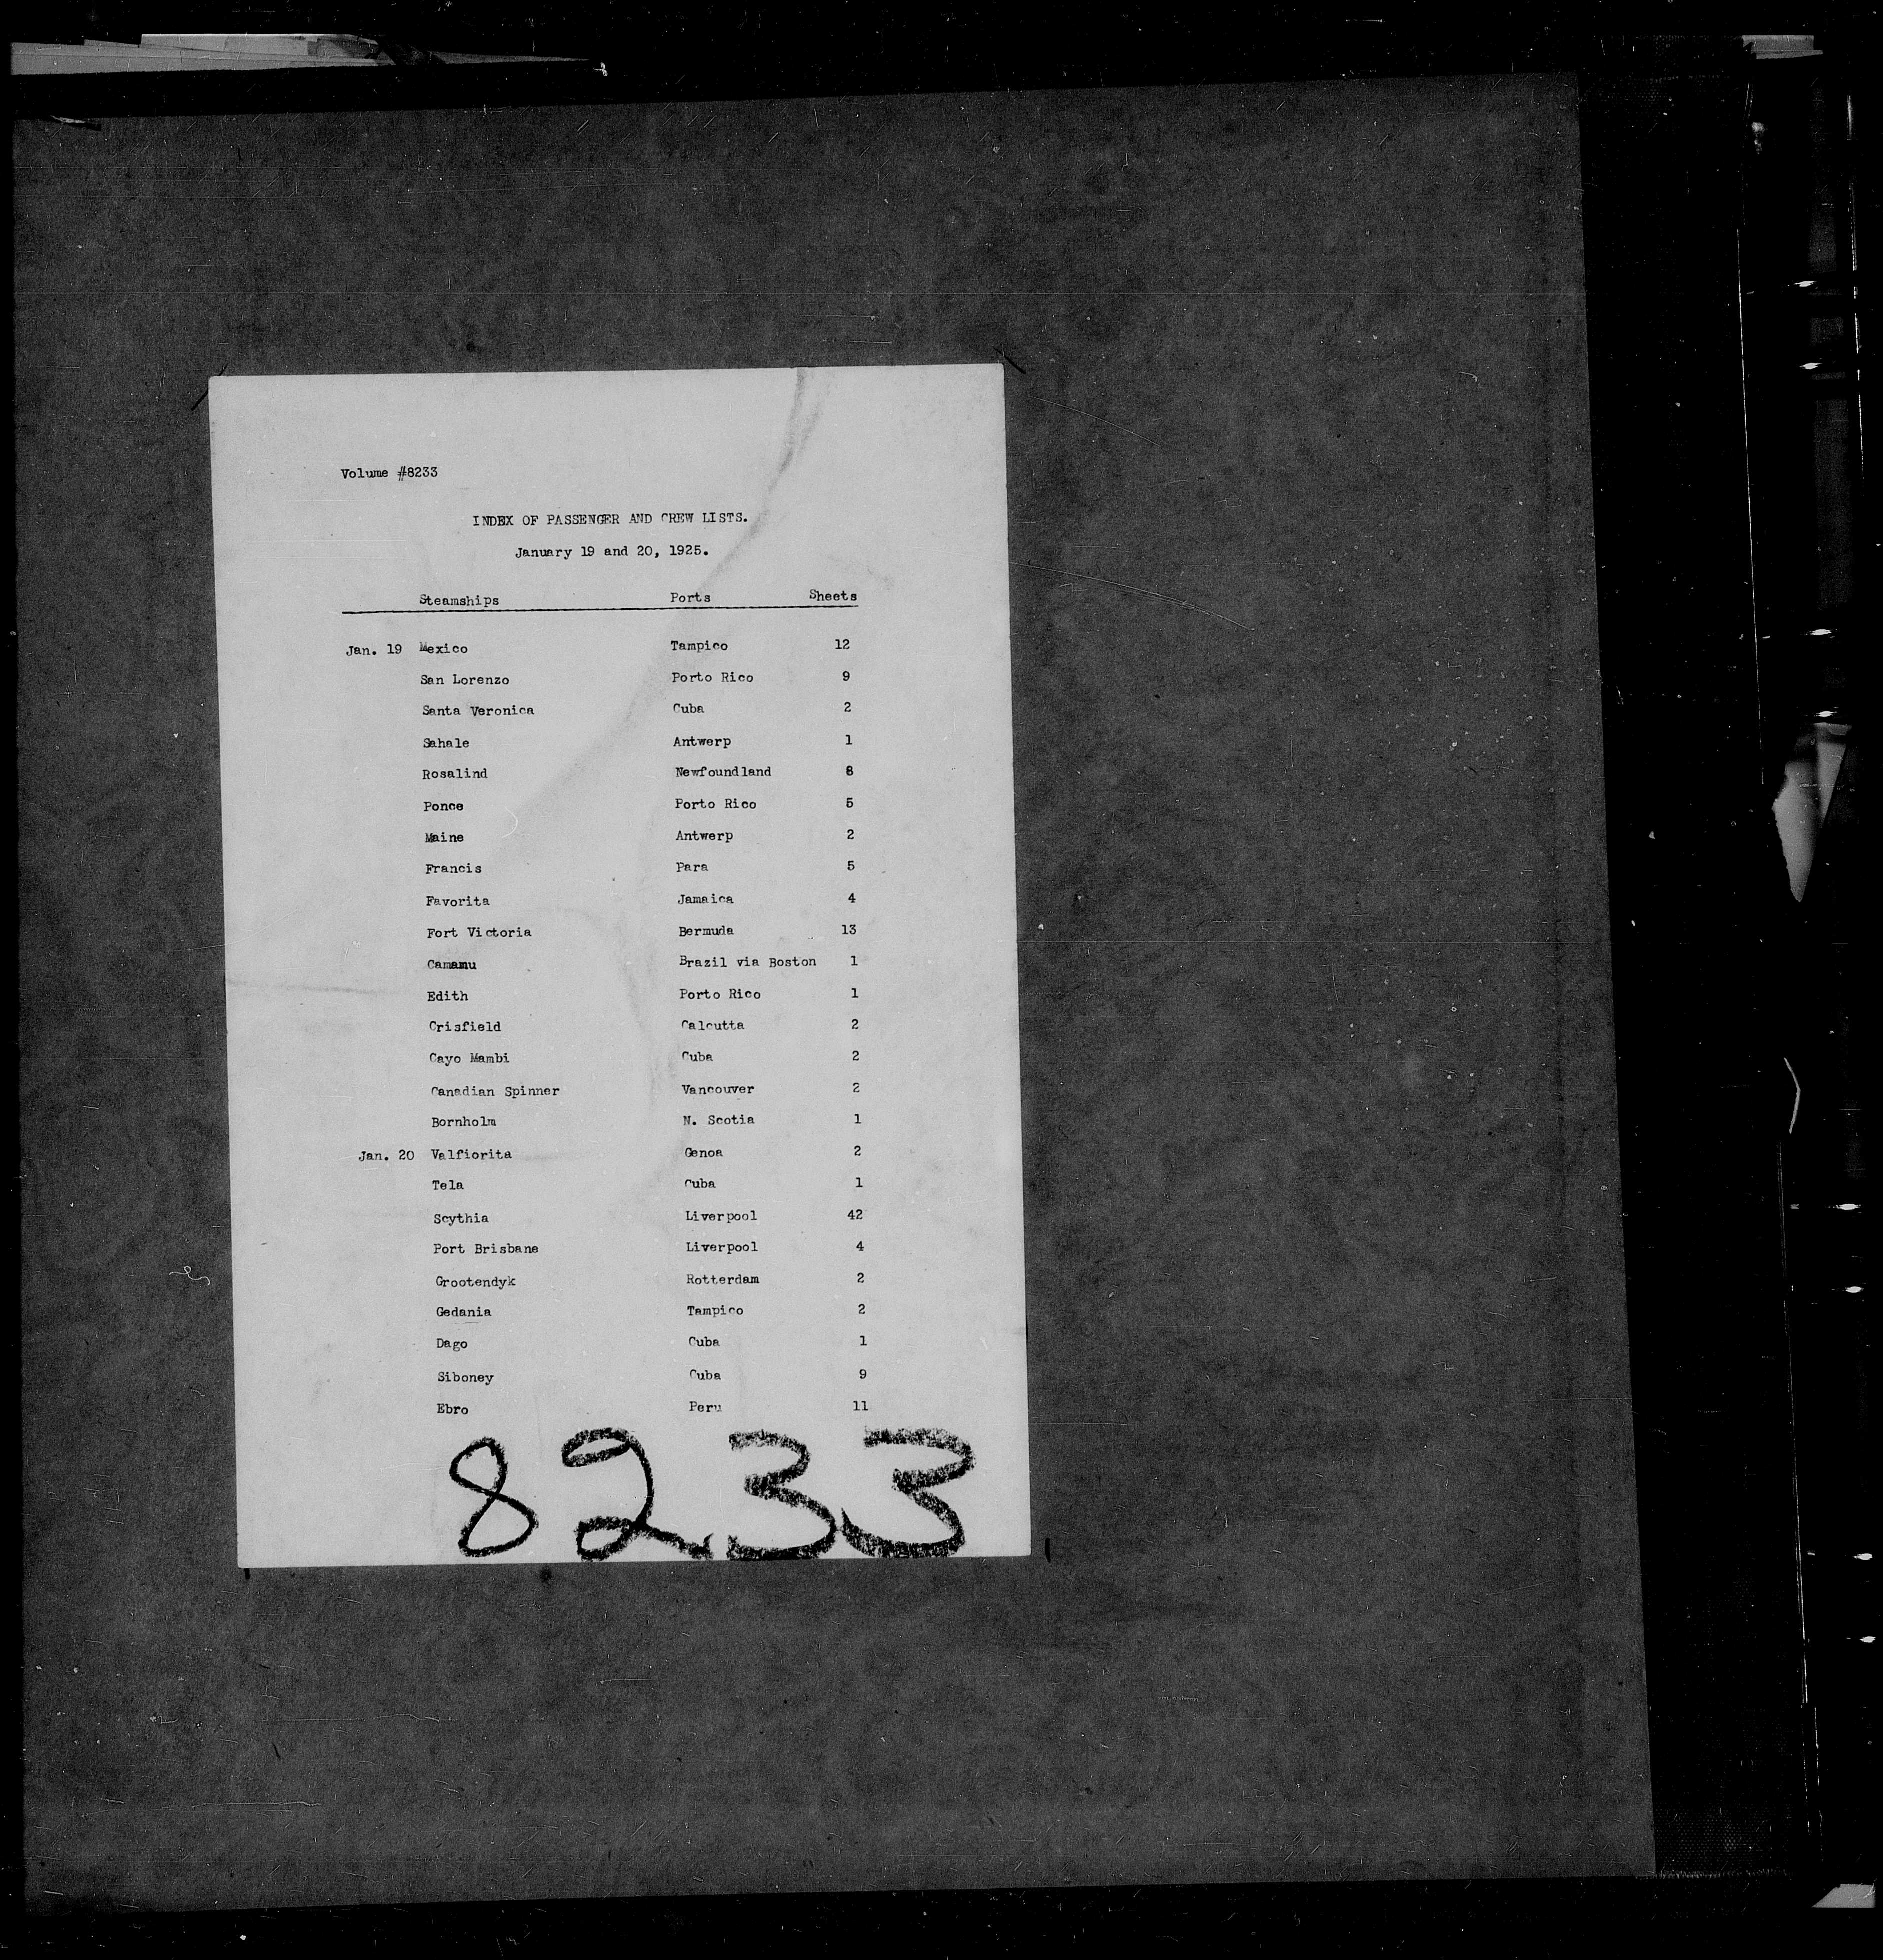 Volume #8233
INDEX OF PASSENGER AND CREW LISTS.
January 19 and 20, 1925.
Steamships Ports Sheets
Jan. 19 Mexico Tampico 12
San Lorenzo Porto Rico 9
Santa Veronica Cuba 2
Sahale Antwerp 1
Rosalind Newfoundland 8
Ponce Porto Rico 5
Maine Antwerp 2
Francis Para 5
Favorita Jamaica 4
Fort Victoria Bermuda 13
Camamu Brazil via Boston 1
Edith Porto Rico 1
Crisfield Calcutta 2
Cayo Mambi Cuba 2
Canadian Spinner Vancouver 2
Bornholm N. Scotia 1
Jan. 20 Valfiorita Genoa 2
Tela Cuba 1
Scythia Liverpool 42
Port Brisbane Liverpool 4
Grootendyk Rotterdam 2
Gedania Tampico 2
Dago Cuba 1
Siboney Cuba 9
Ebro Peru 11
8233